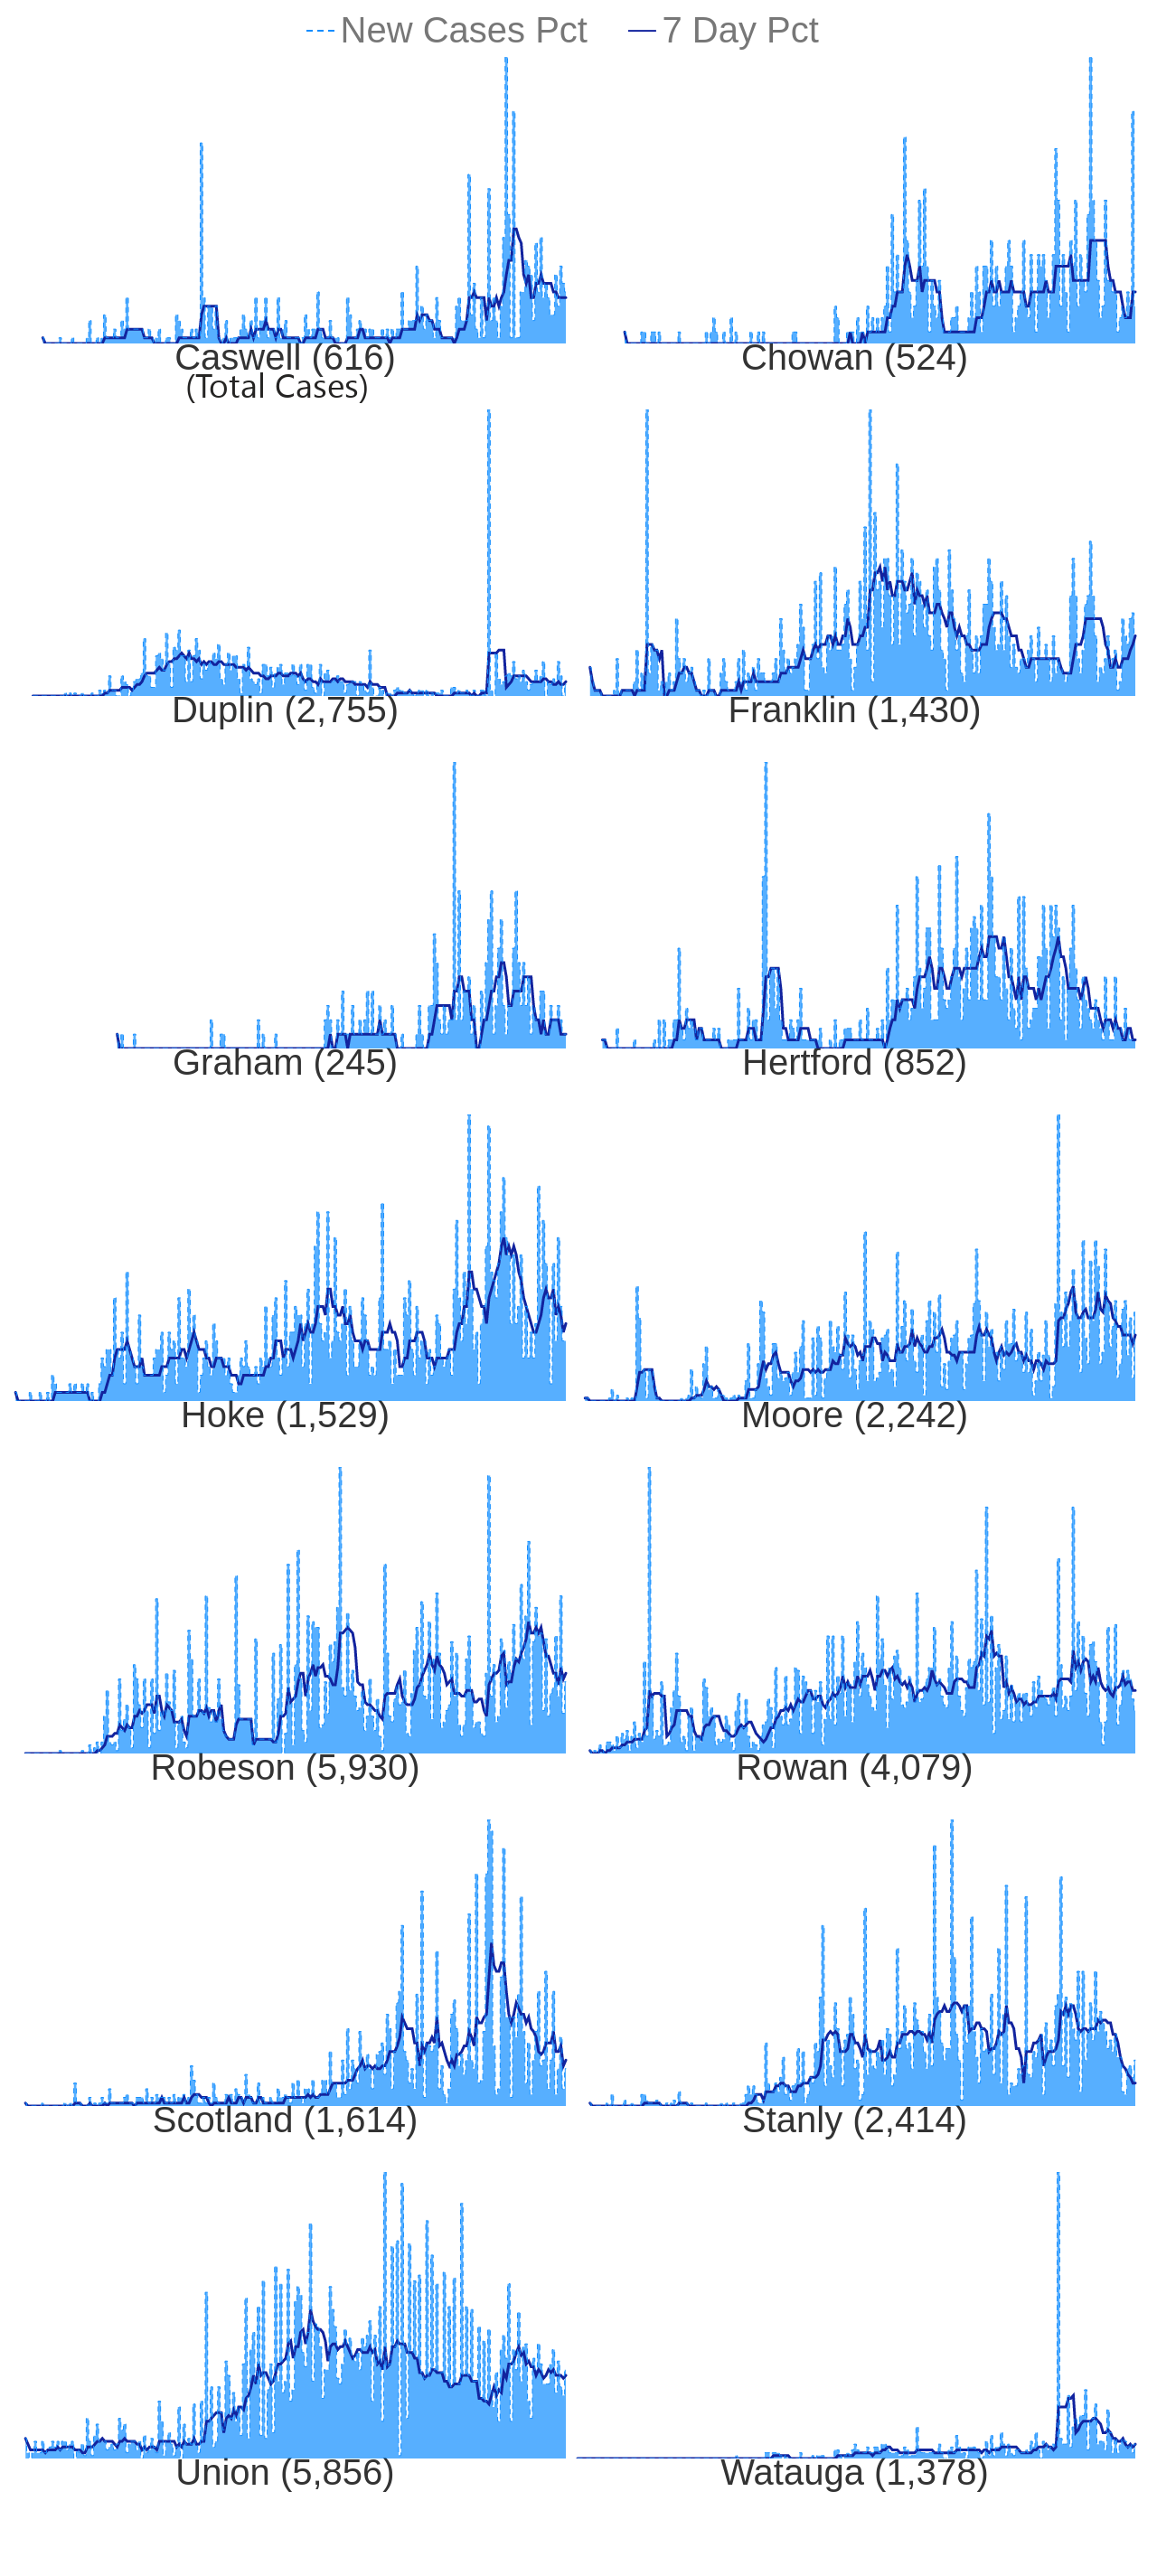 New Cases Pct 7 Day Pct
Caswell (616) Chowan (524)
(Total Cases)
Duplin (2,755) Franklin (1,430)
Graham (245) Hertford (852)
Hoke (1,529) Moore (2,242)
Robeson (5,930) Rowan (4,079)
Scotland (1,614) Stanly (2,414)
Union (5,856) Watauga (1,378)